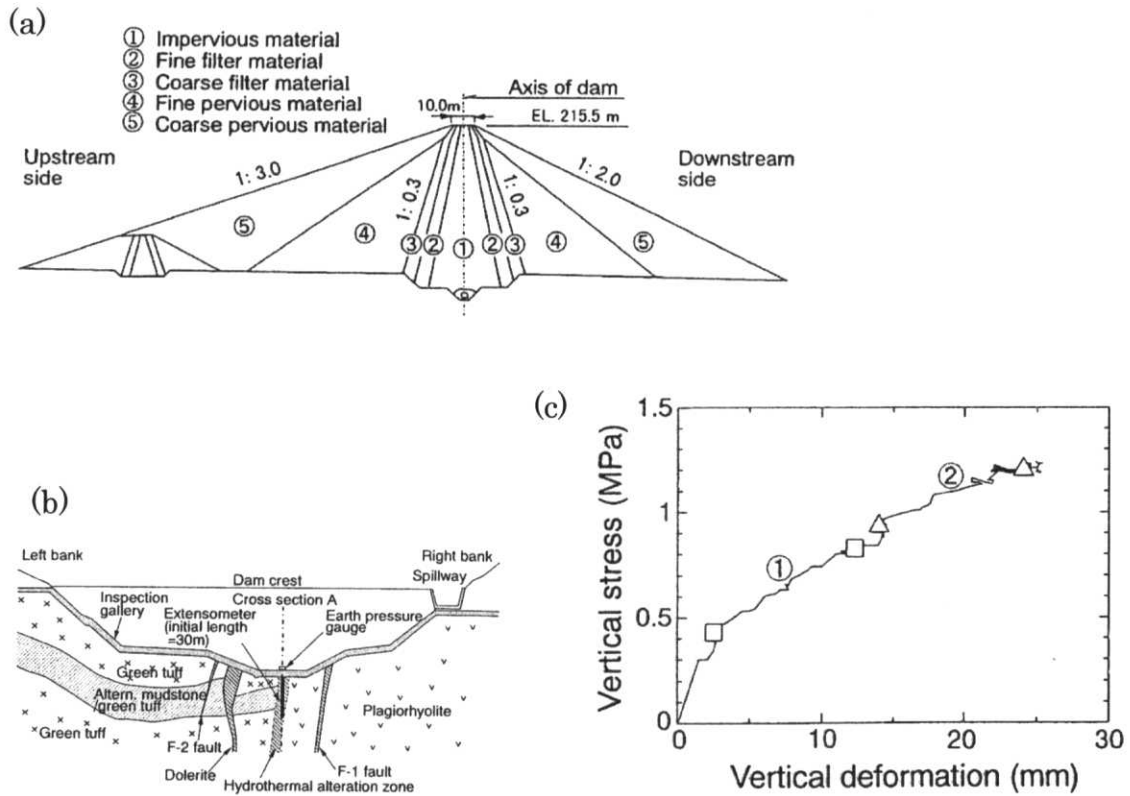 (a)
① Impervious material
② Fine filter material
③ Coarse filter material
④ Fine pervious material
⑤ Coarse pervious material
Axis of dam
10.0m
EL. 215.5 m
Upstream
side
Downstream
side
1: 3.0
1: 0.3
1: 0.3
1: 2.0
⑤ ④ ③ ② ① ② ③ ④ ⑤
(b)
Left bank
Right bank
Spillway
Dam crest
Cross section A
Inspection
gallery
Extensometer
(initial length
=30m)
Earth pressure
gauge
Green tuff
Altern. mudstone
/green tuff
Green tuff
Plagiorhyolite
F-2 fault
Dolerite
F-1 fault
Hydrothermal alteration zone
(c)
Vertical stress (MPa)
1.5
1
0.5
0
①
②
0 10 20 30
Vertical deformation (mm)